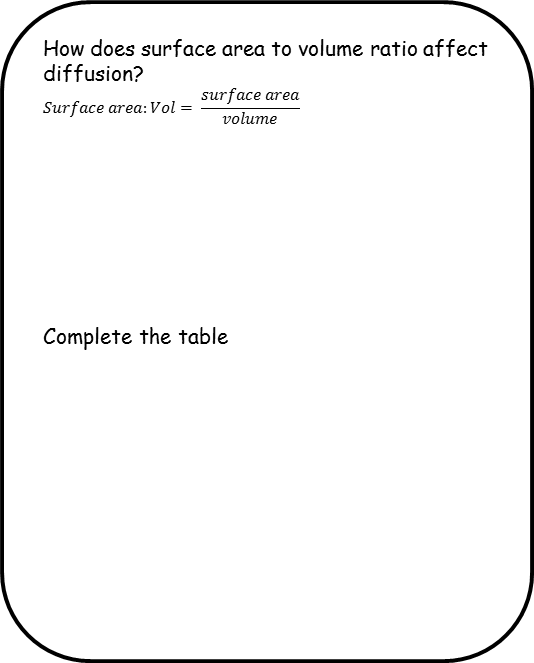 How does surface area to volume ratio affect
diffusion?
Surface area: Vol = surface area / volume
Complete the table